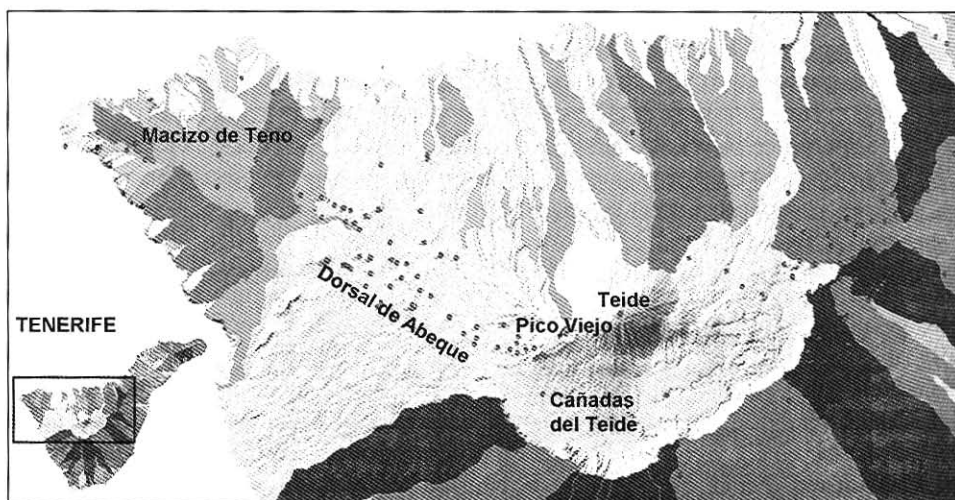 Macizo de Teno
Dorsal de Abeque
Teide
Pico Viejo
TENERIFE
Cañadas
del Teide